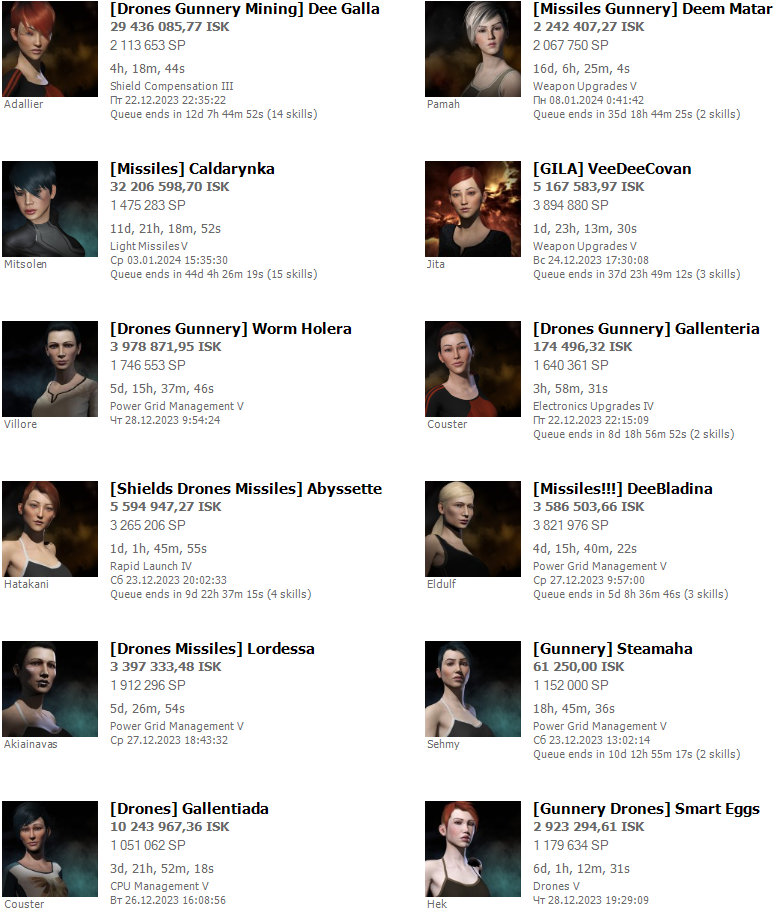 [Drones Gunnery Mining] Dee Galla
29 436 085,77 ISK
2 113 653 SP
4h, 18m, 44s
Shield Compensation III
Пт 22.12.2023 22:35:22
Queue ends in 12d 7h 44m 52s (14 skills)
Adallier
[Missiles Gunnery] Deem Matar
2 242 407,27 ISK
2 067 750 SP
16d, 6h, 25m, 4s
Weapon Upgrades V
Пн 08.01.2024 0:41:42
Queue ends in 35d 18h 44m 25s (2 skills)
Pamah
[Missiles] Caldarynka
32 206 598,70 ISK
1 475 283 SP
11d, 21h, 18m, 52s
Light Missiles V
Ср 03.01.2024 15:35:30
Queue ends in 44d 4h 26m 19s (15 skills)
Mitsolen
[GILA] VeeDeeCovan
5 167 583,97 ISK
3 894 880 SP
1d, 23h, 13m, 30s
Weapon Upgrades V
Вс 24.12.2023 17:30:08
Queue ends in 37d 23h 49m 12s (3 skills)
Jita
[Drones Gunnery] Worm Holera
3 978 871,95 ISK
1 746 553 SP
5d, 15h, 37m, 46s
Power Grid Management V
Чт 28.12.2023 9:54:24
Villore
[Drones Gunnery] Gallenteria
174 496,32 ISK
1 640 361 SP
3h, 58m, 31s
Electronics Upgrades IV
Пт 22.12.2023 22:15:09
Queue ends in 8d 18h 56m 52s (2 skills)
Couster
[Shields Drones Missiles] Abyssette
5 594 947,27 ISK
3 265 206 SP
1d, 1h, 45m, 55s
Rapid Launch IV
Сб 23.12.2023 20:02:33
Queue ends in 9d 22h 37m 15s (4 skills)
Hatakani
[Missiles!!!] DeeBladina
3 586 503,66 ISK
3 821 976 SP
4d, 15h, 40m, 22s
Power Grid Management V
Ср 27.12.2023 9:57:00
Queue ends in 5d 8h 36m 46s (3 skills)
Eldulf
[Drones Missiles] Lordessa
3 397 333,48 ISK
1 912 296 SP
5d, 26m, 54s
Power Grid Management V
Ср 27.12.2023 18:43:32
Akiainavas
[Gunnery] Steamaha
61 250,00 ISK
1 152 000 SP
18h, 45m, 36s
Power Grid Management V
Сб 23.12.2023 13:02:14
Queue ends in 10d 12h 55m 17s (2 skills)
Sehmy
[Drones] Gallentiada
10 243 967,36 ISK
1 051 062 SP
3d, 21h, 52m, 18s
CPU Management V
Вт 26.12.2023 16:08:56
Couster
[Gunnery Drones] Smart Eggs
2 923 294,61 ISK
1 179 634 SP
6d, 1h, 12m, 31s
Drones V
Чт 28.12.2023 19:29:09
Hek